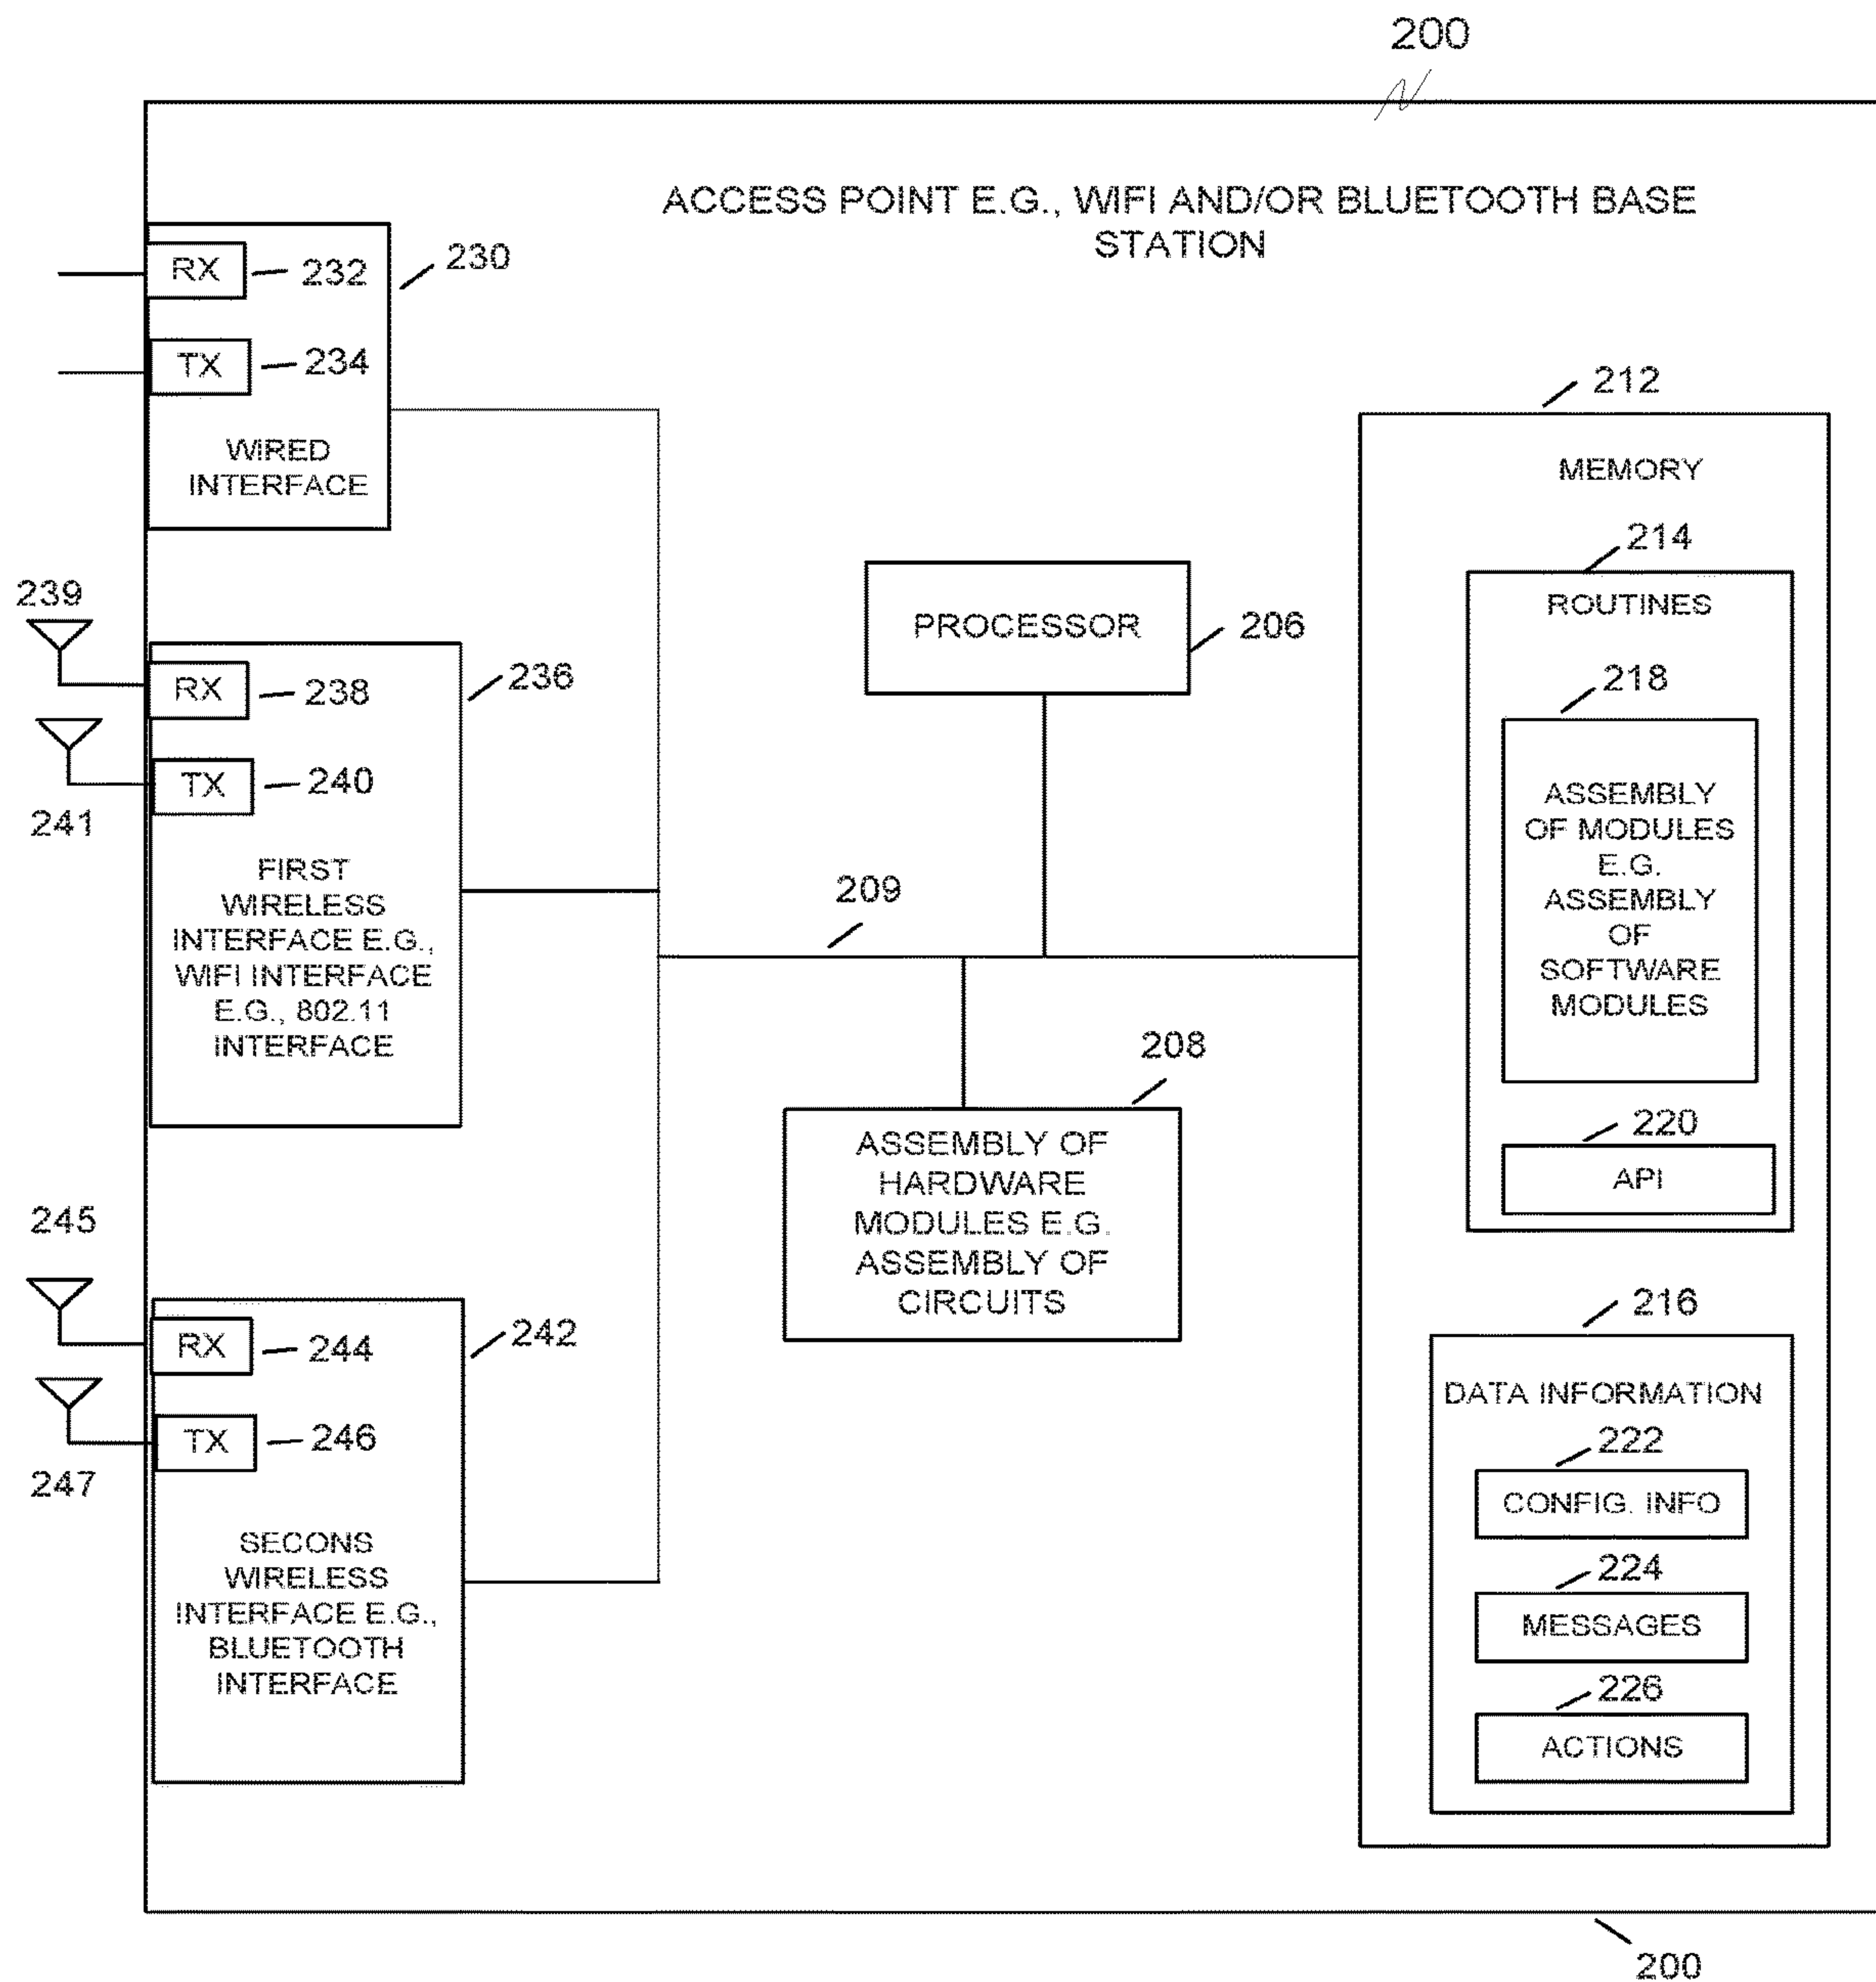 200
ACCESS POINT E.G., WIFI AND/OR BLUETOOTH BASE
STATION
RX
232
230
TX
234
WIRED
INTERFACE
239
RX
238
236
TX
240
241
FIRST
WIRELESS
INTERFACE E.G.,
WIFI INTERFACE
E.G., 802.11
INTERFACE
245
RX
244
242
TX
246
247
SECONS
WIRELESS
INTERFACE E.G.,
BLUETOOTH
INTERFACE
PROCESSOR
206
209
208
ASSEMBLY OF
HARDWARE
MODULES E.G.
ASSEMBLY OF
CIRCUITS
212
MEMORY
214
ROUTINES
218
ASSEMBLY
OF MODULES
E.G.
ASSEMBLY
OF
SOFTWARE
MODULES
220
API
216
DATA INFORMATION
222
CONFIG. INFO
224
MESSAGES
226
ACTIONS
200